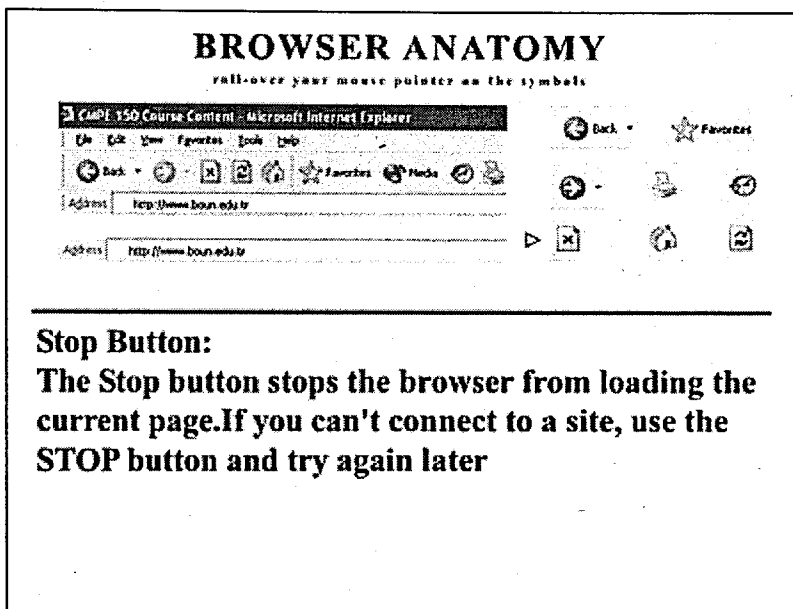 BROWSER ANATOMY
roll-over your mouse pointer on the symbols
CMPE 150 Course Content - Microsoft Internet Explorer
File Edit View Favorites Tools Help
Back Favorites Media
Address http://www.boun.edu.tr
Address http://www.boun.edu.tr
Back Favorites
Stop Button:
The Stop button stops the browser from loading the
current page.If you can't connect to a site, use the
STOP button and try again later